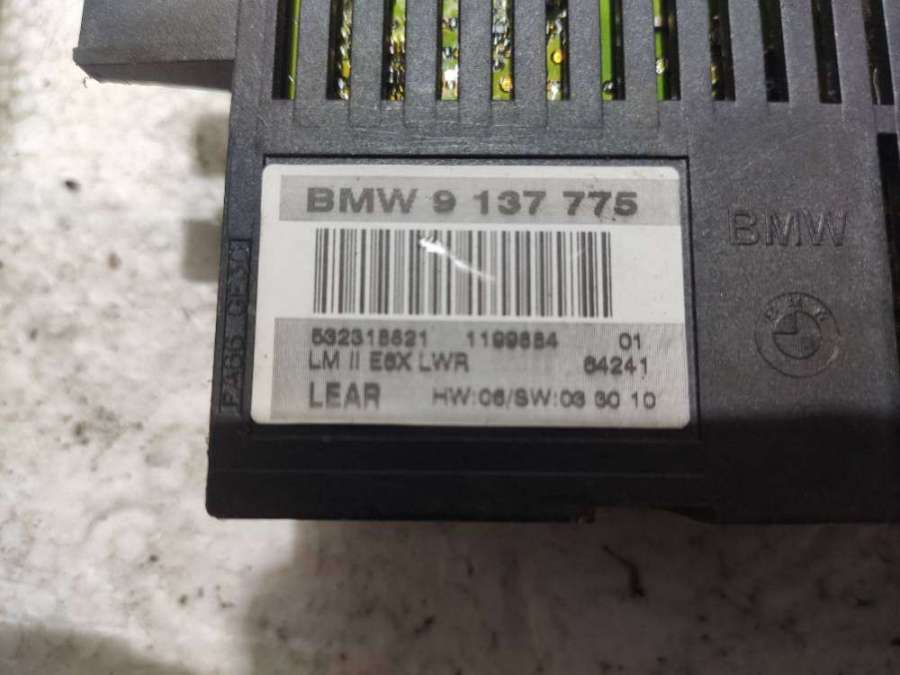 BMW 9 137 775
BMW
532318621 1199884 01
LM II E6X LWR 64241
LEAR HW:06/SW:03 30 10